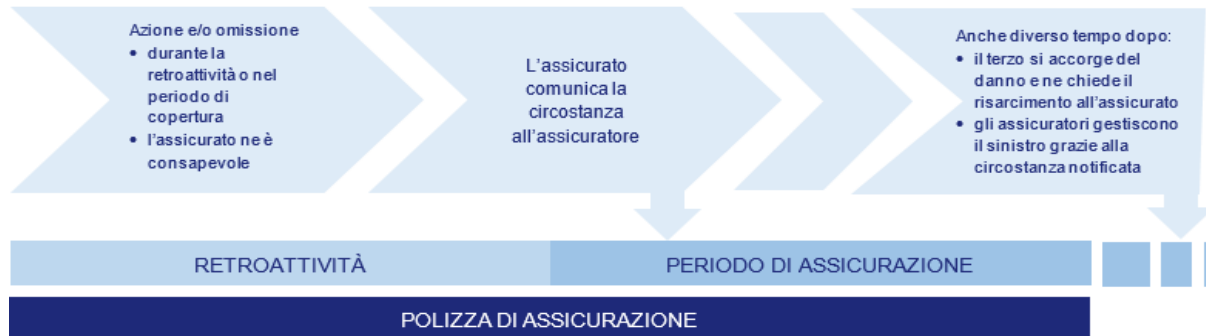 Azione e/o omissione
• durante la
retroattività o nel
periodo di
copertura
• l'assicurato ne è
consapevole
L'assicurato
comunica la
circostanza
all'assicuratore
Anche diverso tempo dopo:
• il terzo si accorge del
danno e ne chiede il
risarcimento all'assicurato
• gli assicuratori gestiscono
il sinistro grazie alla
circostanza notificata
RETROATTIVITÀ
PERIODO DI ASSICURAZIONE
POLIZZA DI ASSICURAZIONE